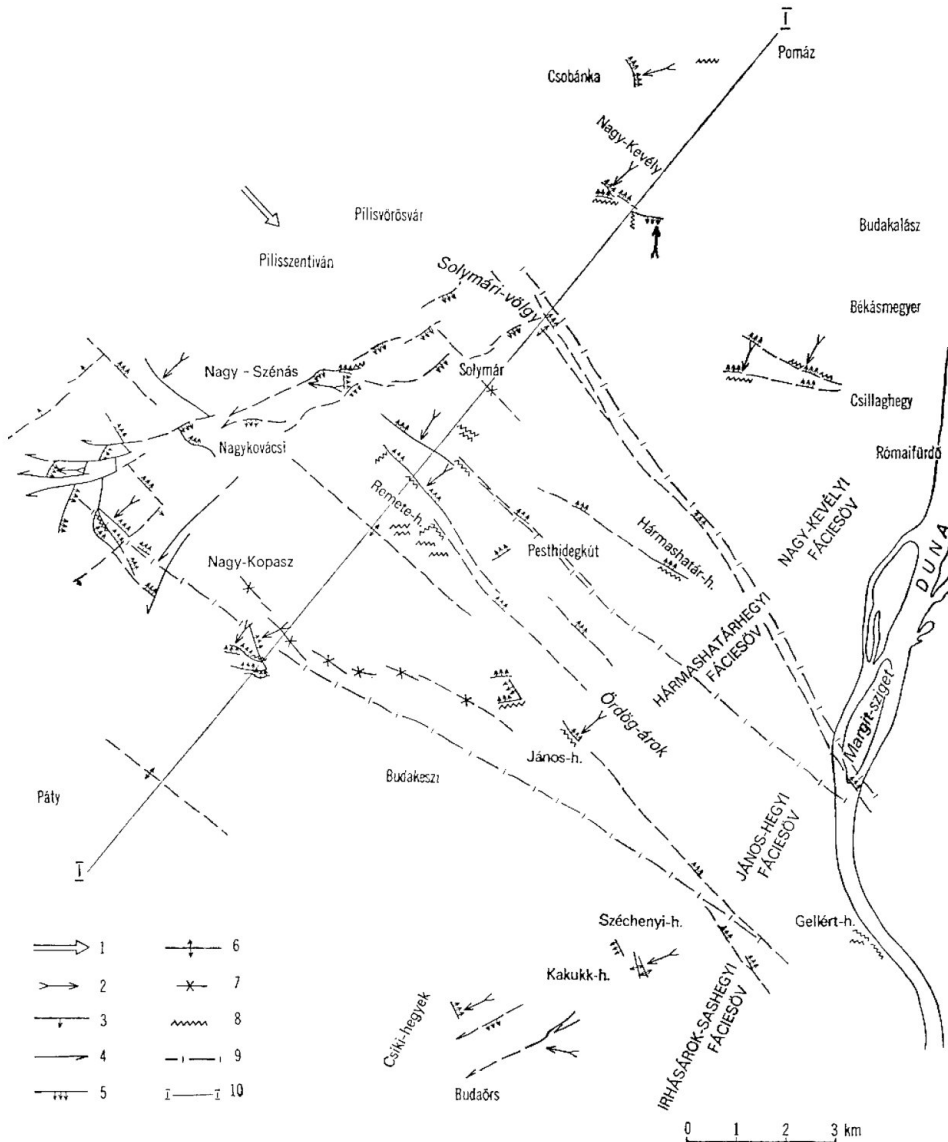 I
Pomáz
Csobánka
Nagy-Kevély
Pilisvörösvár
Budakalász
Pilisszentiván
Solymári-völgy
Békásmegyer
Nagy - Szénás
Solymár
Csillaghegy
Nagykovácsi
Rómaifürdő
Remete-h.
NAGY-KEVÉLYI
FÁCIESÖV
Hármashatár-h.
DUNA
Pesthidegkút
Nagy-Kopasz
HÁRMASHATÁRHEGYI
FÁCIESÖV
Margit-sziget
Ördög-árok
János-h.
Budakeszi
Páty
JÁNOS-HEGYI
FÁCIESÖV
I
Széchenyi-h.
Gellért-h.
Kakukk-h.
IRHÁSÁROK-SASHEGYI
FÁCIESÖV
Csiki-hegyek
Budaörs
1 6
2 7
3 8
4 9
5 I I 10
0 1 2 3 km